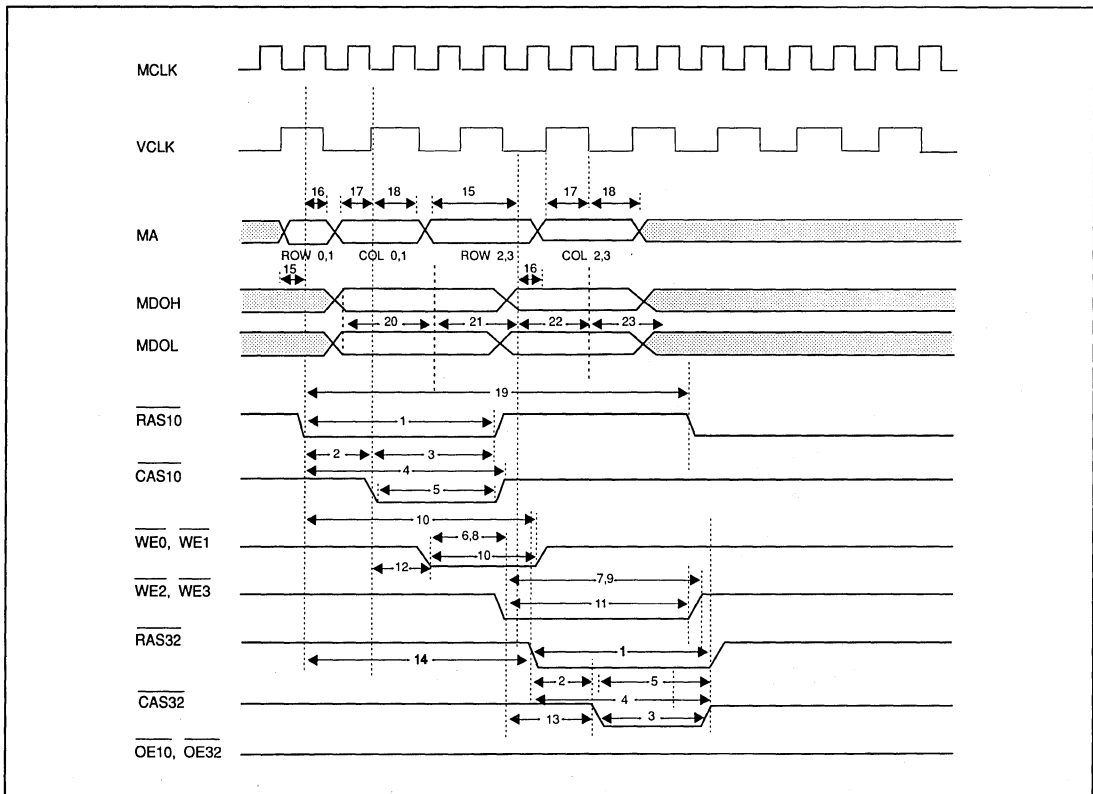 MCLK
VCLK
16 17 18 15 17 18
MA
ROW 0,1 COL 0,1 ROW 2,3 COL 2,3
15 16
MDOH
20 21 22 23
MDOL
19
RAS10
1
2 3
4
CAS10
5
10
6,8
WE0, WE1
10
12
7,9
WE2, WE3
11
RAS32
1
14
2 5
4
CAS32
13 3
OE10, OE32